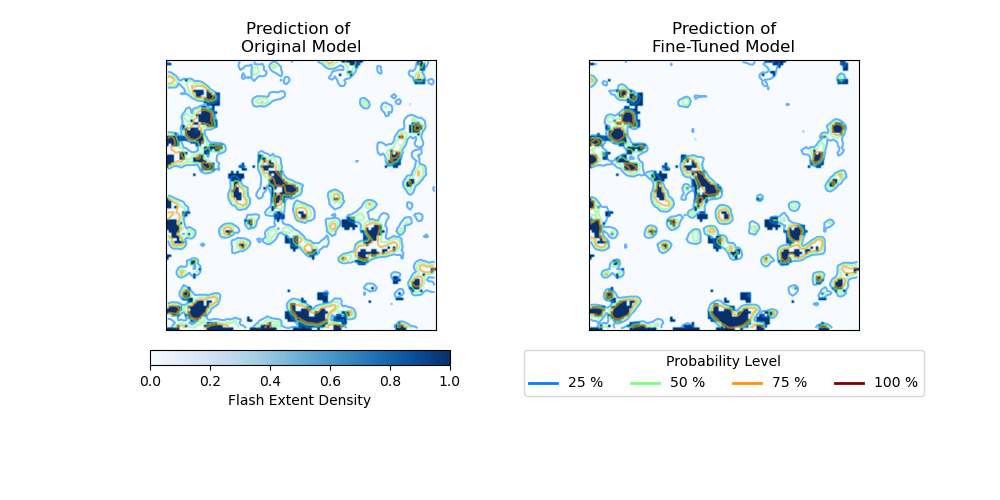 Prediction of
Original Model
Prediction of
Fine-Tuned Model
0.0 0.2 0.4 0.6 0.8 1.0
Flash Extent Density
Probability Level
25 % 50 % 75 % 100 %